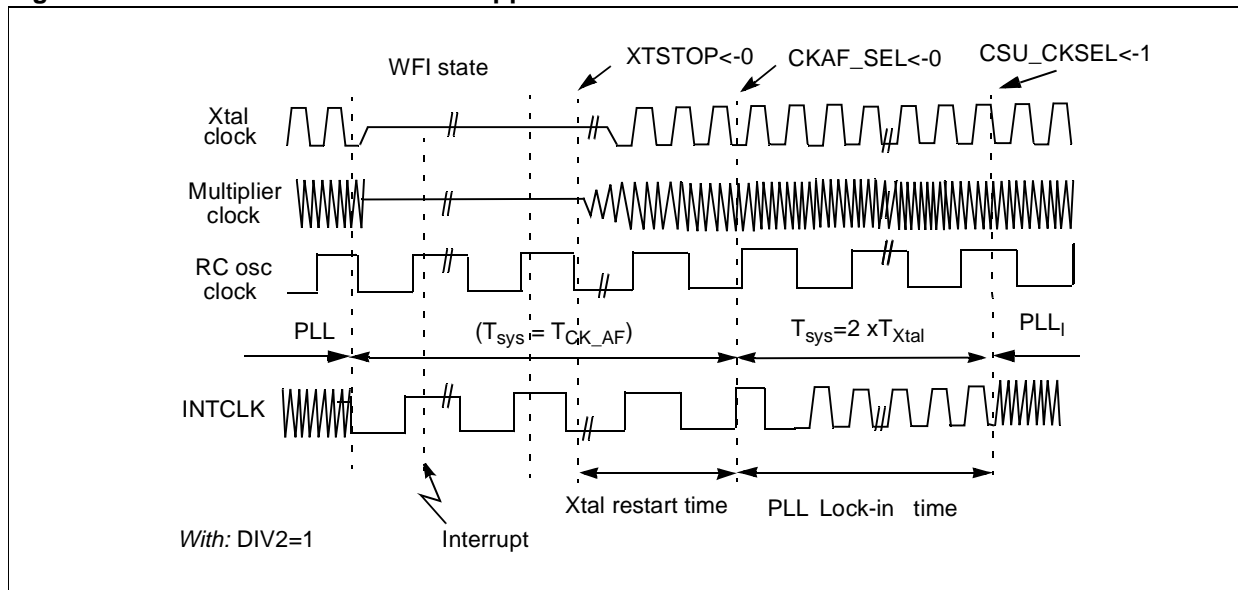 XTSTOP<-0
CKAF_SEL<-0
CSU_CKSEL<-1
WFI state
Xtal
clock
Multiplier
clock
RC osc
clock
PLL
(Tsys = TCK_AF)
Tsys=2 xTXtal
PLLI
INTCLK
Xtal restart time
PLL Lock-in time
With: DIV2=1
Interrupt